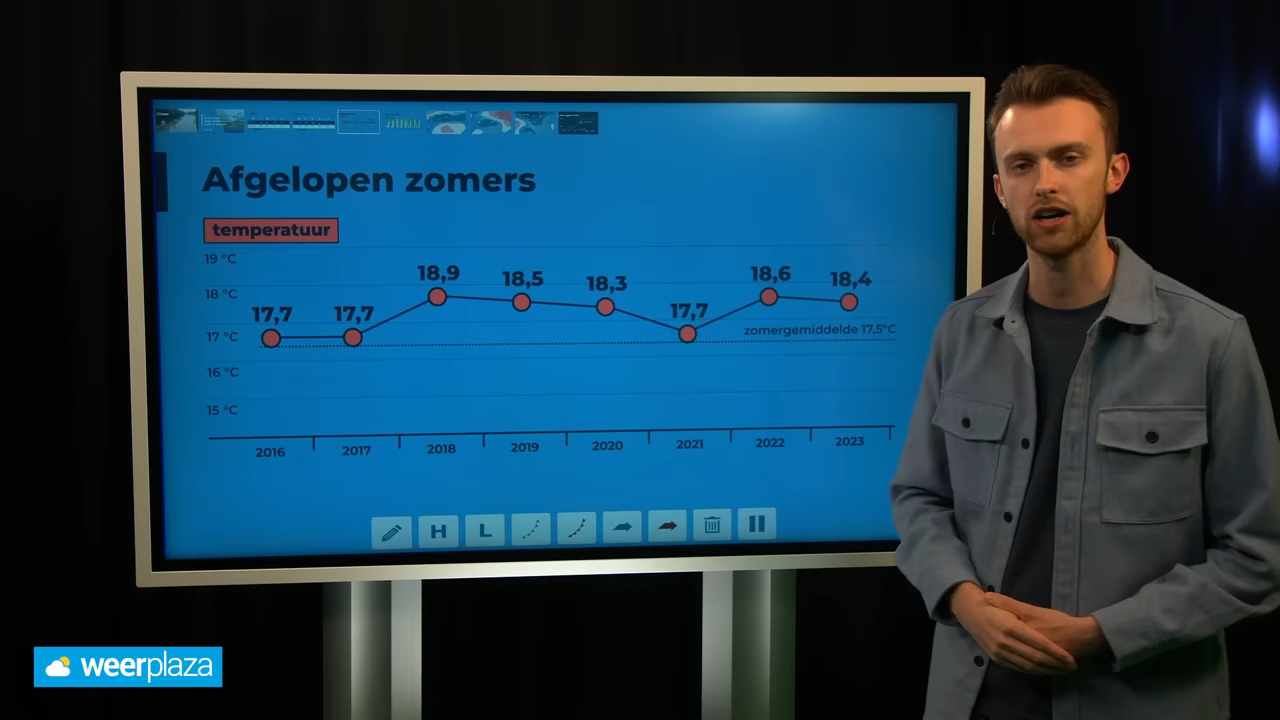 Afgelopen zomers
temperatuur
19 °C
18 °C
17 °C
16 °C
15 °C
17,7
17,7
18,9
18,5
18,3
17,7
18,6
18,4
zomergemiddelde 17,5°C
2016
2017
2018
2019
2020
2021
2022
2023
H
L
weerplaza